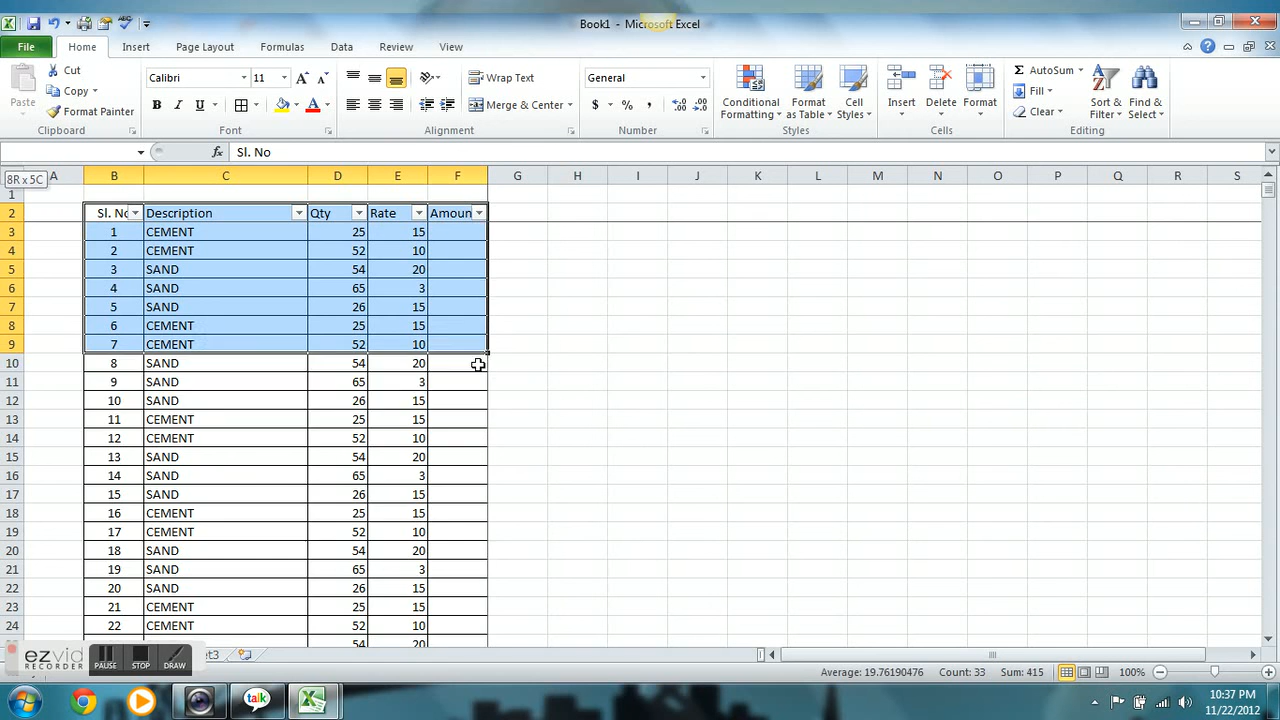 Book1 - Microsoft Excel
File Home Insert Page Layout Formulas Data Review View
Cut
Copy
Format Painter
Paste
Calibri 11
B I U
Wrap Text
Merge & Center
General
$ % ,
Conditional Formatting
Format as Table
Cell Styles
Insert
Delete
Format
AutoSum
Fill
Clear
Sort & Filter
Find & Select
Clipboard Font Alignment Number Styles Cells Editing
fx Sl. No
8R x 5C
A B C D E F G H I J K L M N O P Q R S
1
2 Sl. No Description Qty Rate Amoun
3 1 CEMENT 25 15
4 2 CEMENT 52 10
5 3 SAND 54 20
6 4 SAND 65 3
7 5 SAND 26 15
8 6 CEMENT 25 15
9 7 CEMENT 52 10
10 8 SAND 54 20
11 9 SAND 65 3
12 10 SAND 26 15
13 11 CEMENT 25 15
14 12 CEMENT 52 10
15 13 SAND 54 20
16 14 SAND 65 3
17 15 SAND 26 15
18 16 CEMENT 25 15
19 17 CEMENT 52 10
20 18 SAND 54 20
21 19 SAND 65 3
22 20 SAND 26 15
23 21 CEMENT 25 15
24 22 CEMENT 52 10
54 20
ezvid
RECORDER
PAUSE STOP DRAW
Average: 19.76190476 Count: 33 Sum: 415 100%
talk
10:37 PM
11/22/2012